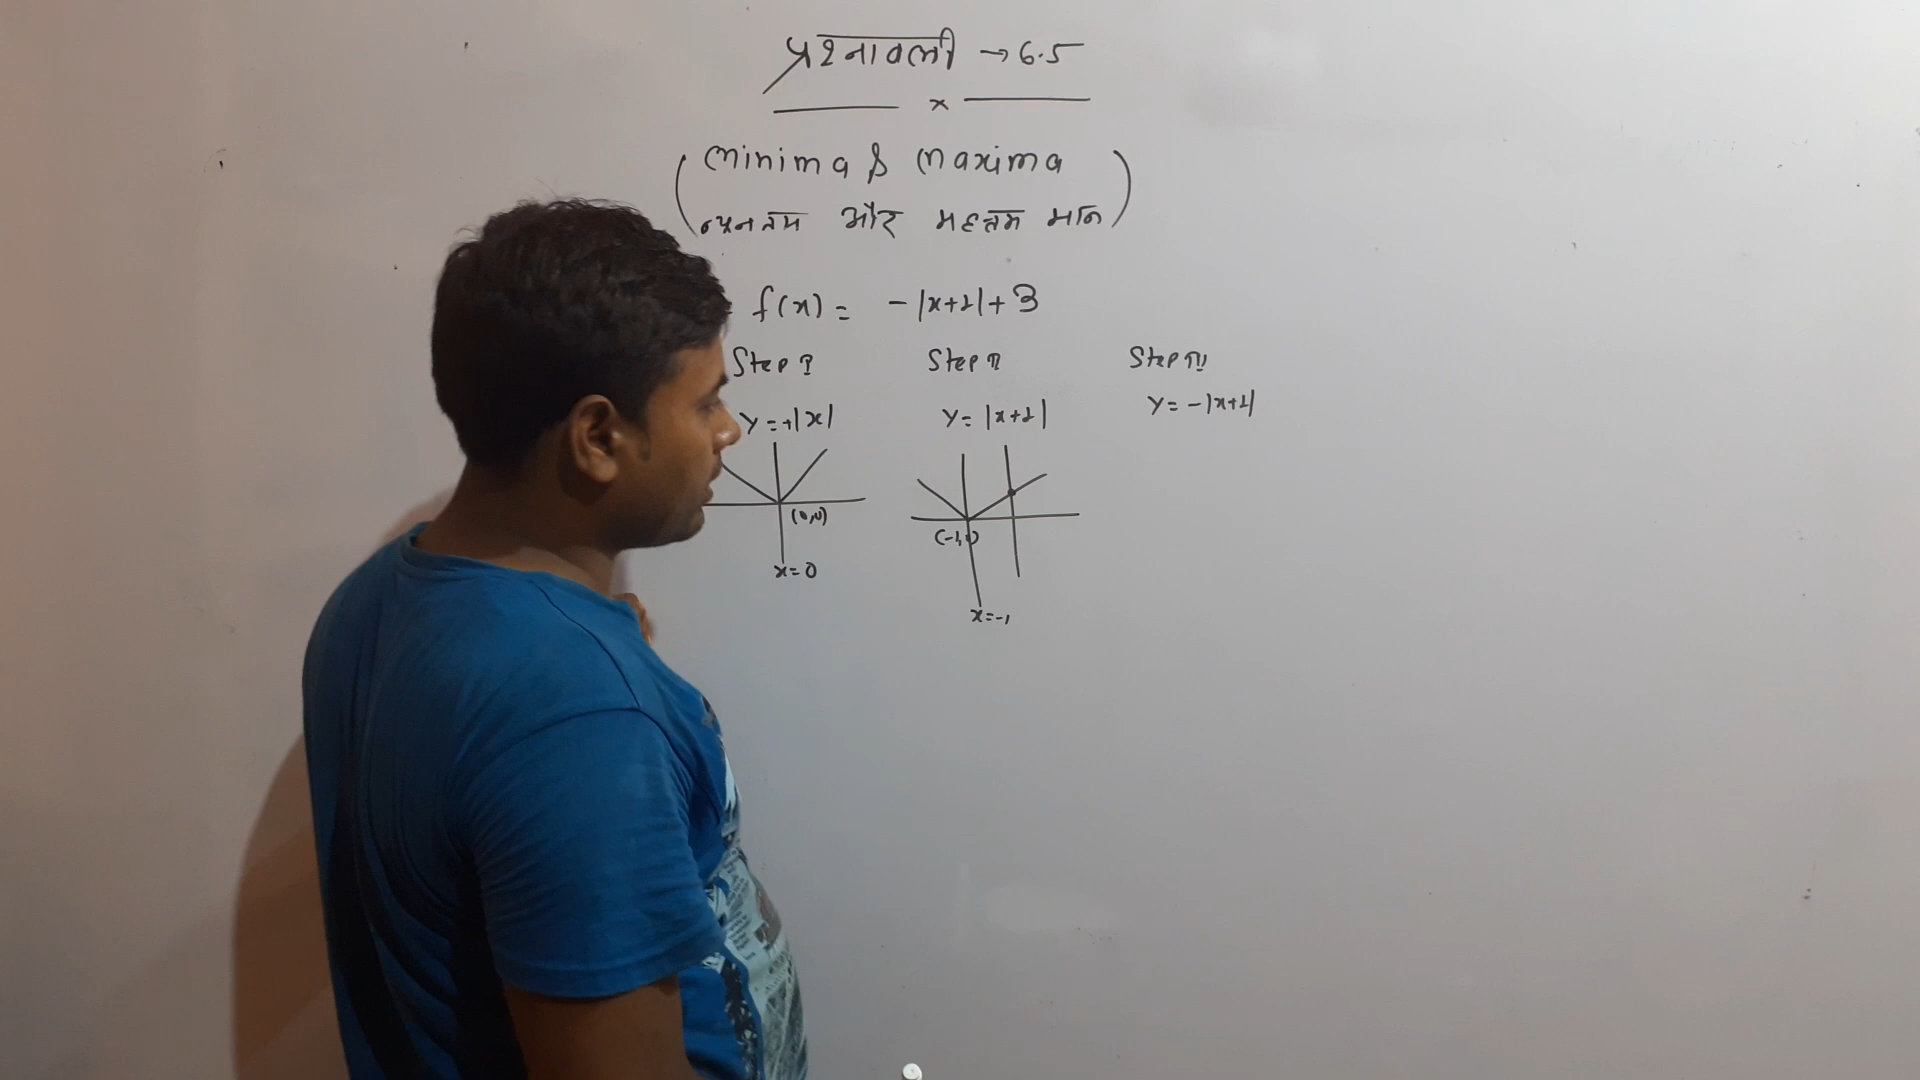 प्रश्नावली → 6.5
x
(Minima & Maxima
न्यूनतम और महत्तम मान)
f(x) = -|x+1|+3
Step I Step II Step III
y=+|x| y=|x+1| y=-|x+1|
(0,0) (-1,0)
x=0 x=-1